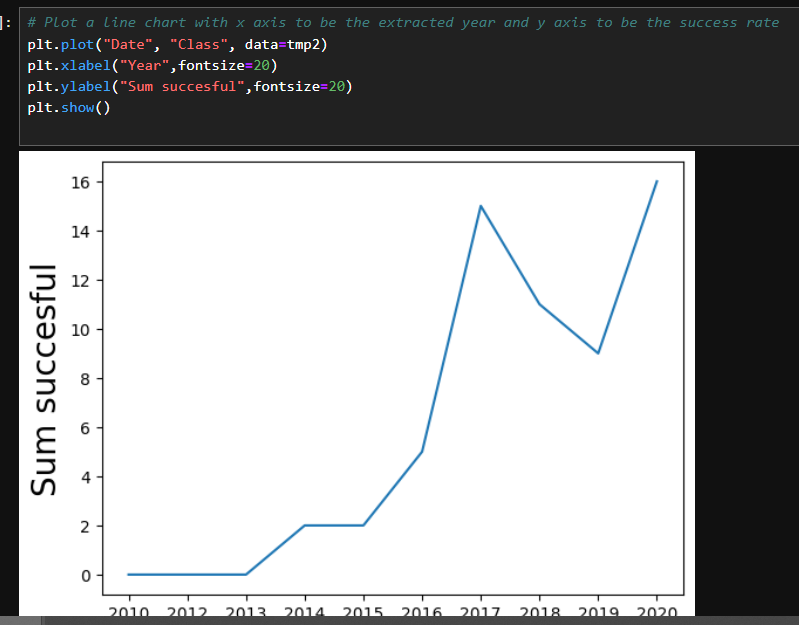 ]: # Plot a line chart with x axis to be the extracted year and y axis to be the success rate
plt.plot("Date", "Class", data=tmp2)
plt.xlabel("Year",fontsize=20)
plt.ylabel("Sum succesful",fontsize=20)
plt.show()
Sum succesful
16
14
12
10
8
6
4
2
0
2010 2012 2013 2014 2015 2016 2017 2018 2019 2020